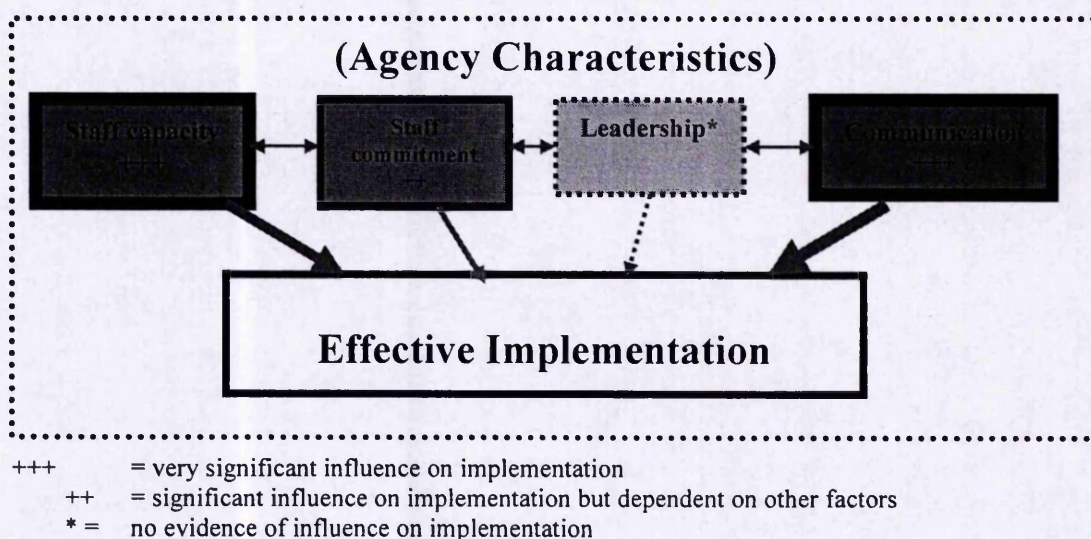 (Agency Characteristics)
Staff capacity
+++
Staff
commitment
++
Leadership*
Communication
+++
Effective Implementation
+++ = very significant influence on implementation
++ = significant influence on implementation but dependent on other factors
* = no evidence of influence on implementation